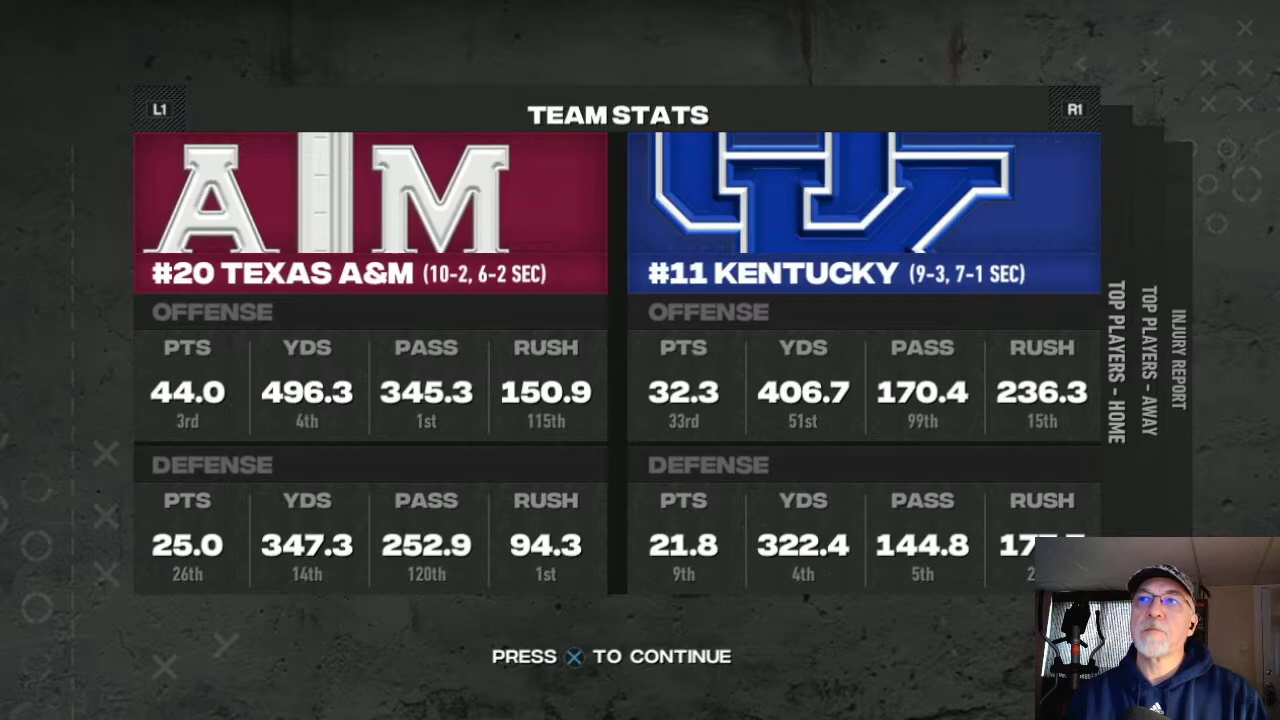 L1
TEAM STATS
R1
A M
UK
#20 TEXAS A&M (10-2, 6-2 SEC)
#11 KENTUCKY (9-3, 7-1 SEC)
OFFENSE
PTS YDS PASS RUSH
44.0 496.3 345.3 150.9
3rd 4th 1st 115th
DEFENSE
PTS YDS PASS RUSH
25.0 347.3 252.9 94.3
26th 14th 120th 1st
OFFENSE
PTS YDS PASS RUSH
32.3 406.7 170.4 236.3
33rd 51st 99th 15th
DEFENSE
PTS YDS PASS RUSH
21.8 322.4 144.8
9th 4th 5th
TOP PLAYERS - HOME
TOP PLAYERS - AWAY
INJURY REPORT
PRESS X TO CONTINUE